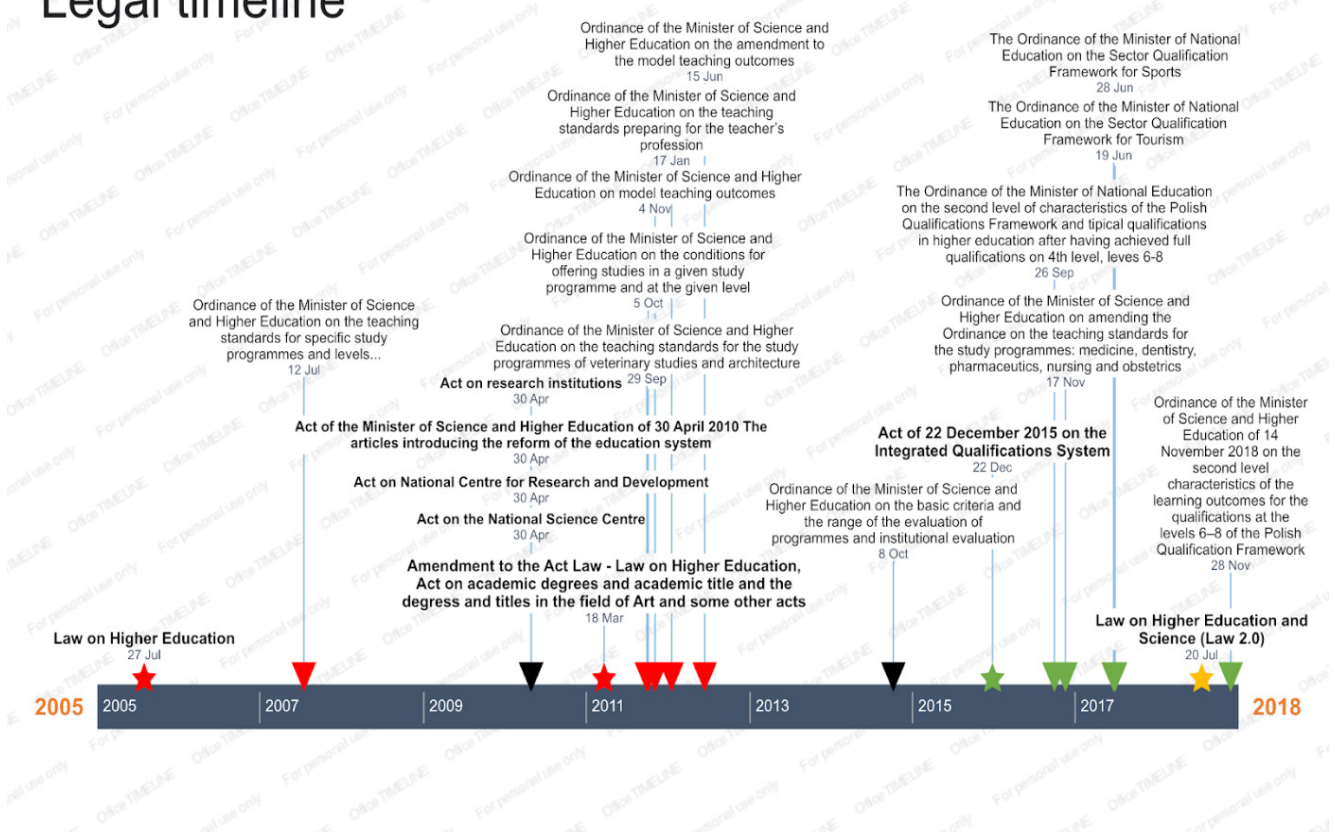 Legal timeline
Ordinance of the Minister of Science and
Higher Education on the amendment to
the model teaching outcomes
15 Jun
Ordinance of the Minister of Science and
Higher Education on the teaching
standards preparing for the teacher's
profession
17 Jan
Ordinance of the Minister of Science and Higher
Education on model teaching outcomes
4 Nov
Ordinance of the Minister of Science and
Higher Education on the conditions for
offering studies in a given study
programme and at the given level
5 Oct
Ordinance of the Minister of Science and Higher
Education on the teaching standards for the study
programmes of veterinary studies and architecture
29 Sep
Ordinance of the Minister of Science
and Higher Education on the teaching
standards for specific study
programmes and levels...
12 Jul
Act on research institutions
30 Apr
Act of the Minister of Science and Higher Education of 30 April 2010 The
articles introducing the reform of the education system
30 Apr
Act on National Centre for Research and Development
30 Apr
Act on the National Science Centre
30 Apr
Amendment to the Act Law - Law on Higher Education,
Act on academic degrees and academic title and the
degress and titles in the field of Art and some other acts
18 Mar
Law on Higher Education
27 Jul
The Ordinance of the Minister of National
Education on the Sector Qualification
Framework for Sports
28 Jun
The Ordinance of the Minister of National
Education on the Sector Qualification
Framework for Tourism
19 Jun
The Ordinance of the Minister of National Education
on the second level of characteristics of the Polish
Qualifications Framework and tipical qualifications
in higher education after having achieved full
qualifications on 4th level, leves 6-8
26 Sep
Ordinance of the Minister of Science and
Higher Education on amending the
Ordinance on the teaching standards for
the study programmes: medicine, dentistry,
pharmaceutics, nursing and obstetrics
17 Nov
Act of 22 December 2015 on the
Integrated Qualifications System
22 Dec
Ordinance of the Minister of Science and
Higher Education on the basic criteria and
the range of the evaluation of
programmes and institutional evaluation
8 Oct
Ordinance of the Minister
of Science and Higher
Education of 14
November 2018 on the
second level
characteristics of the
learning outcomes for the
qualifications at the
levels 6–8 of the Polish
Qualification Framework
28 Nov
Law on Higher Education and
Science (Law 2.0)
20 Jul
2005
2005 2007 2009 2011 2013 2015 2017
2018
For personal use only
Office TIMELINE